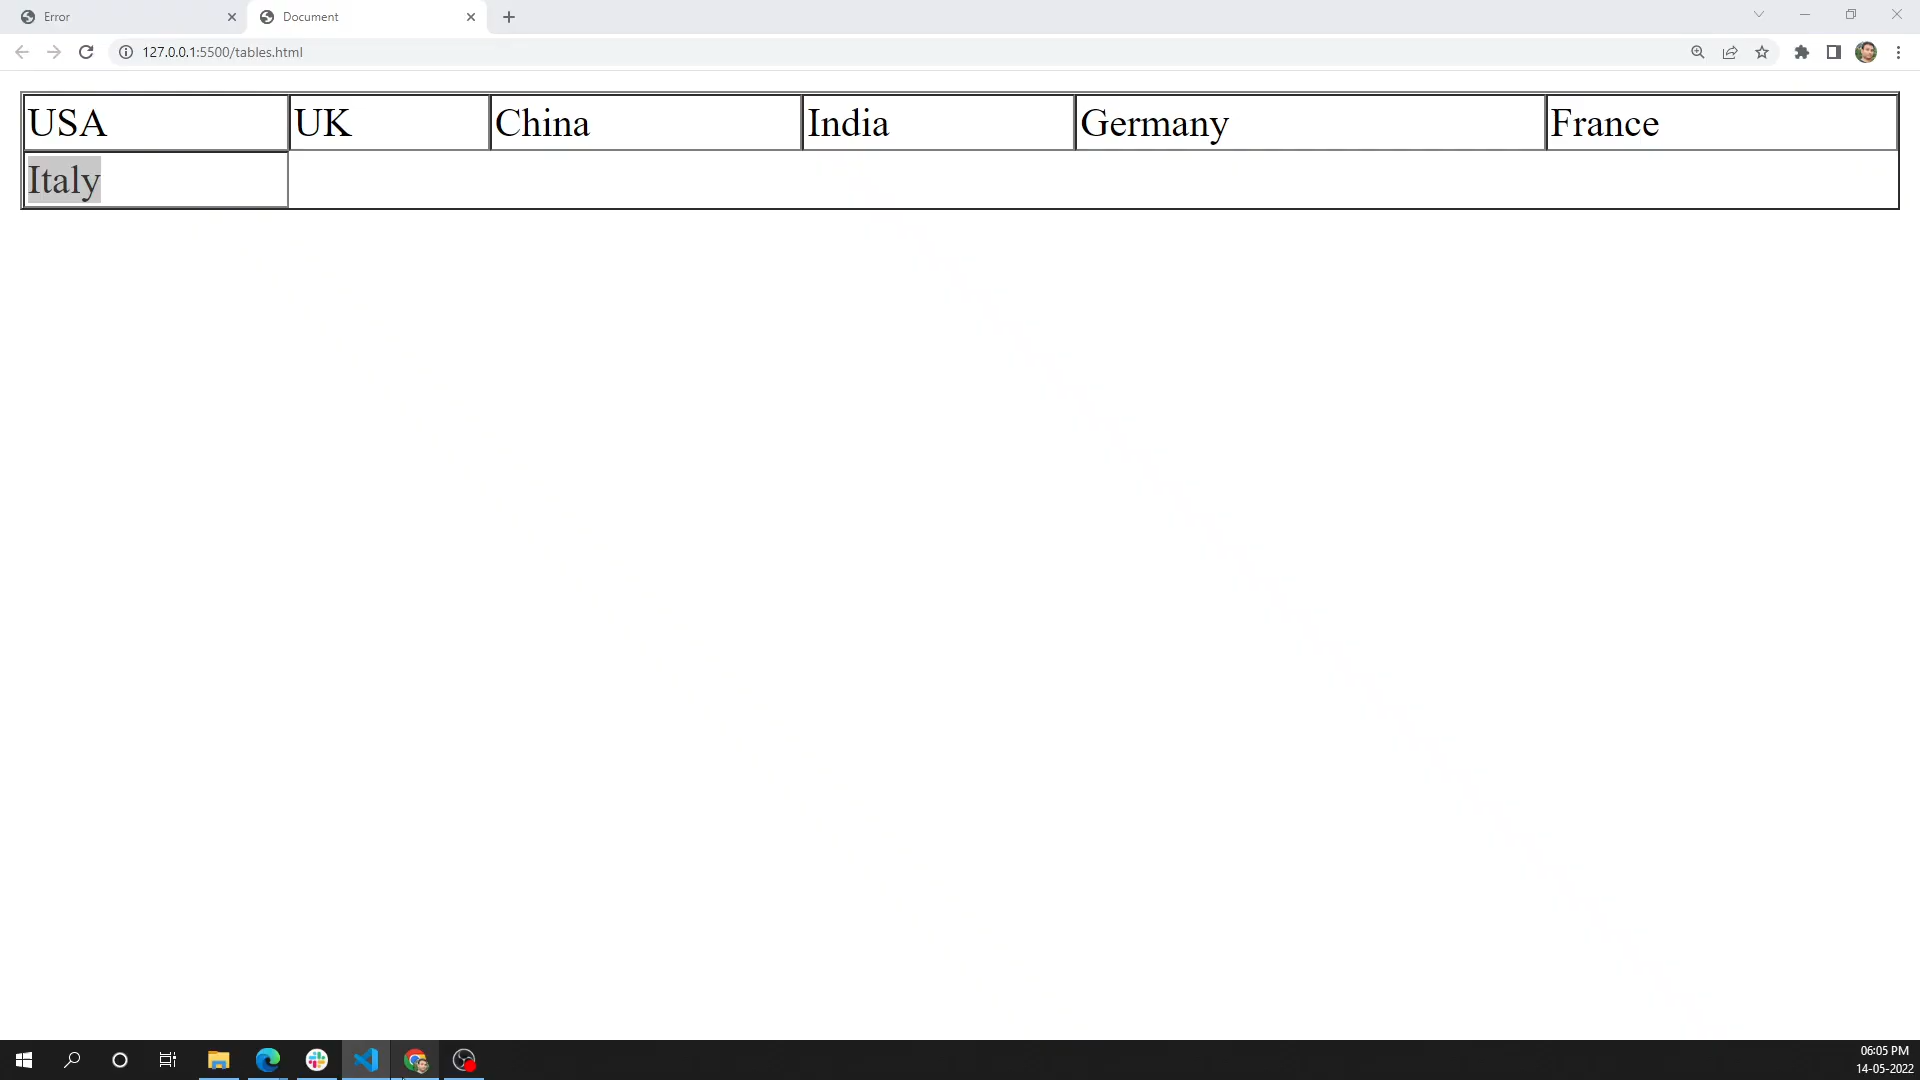 Error
Document
127.0.0.1:5500/tables.html
USA UK China India Germany France
Italy
06:05 PM
14-05-2022